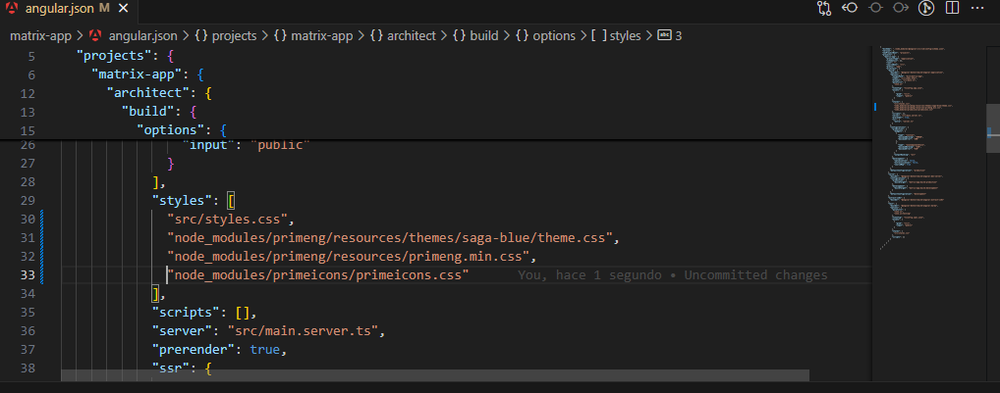 angular.json M
matrix-app > angular.json > { } projects > { } matrix-app > { } architect > { } build > { } options > [ ] styles > abc 3
5 "projects": {
6 "matrix-app": {
12 "architect": {
13 "build": {
15 "options": {
26 "input": "public"
27 }
28 ],
29 "styles": [
30 "src/styles.css",
31 "node_modules/primeng/resources/themes/saga-blue/theme.css",
32 "node_modules/primeng/resources/primeng.min.css",
33 "node_modules/primeicons/primeicons.css" You, hace 1 segundo • Uncommitted changes
34 ],
35 "scripts": [],
36 "server": "src/main.server.ts",
37 "prerender": true,
38 "ssr": {